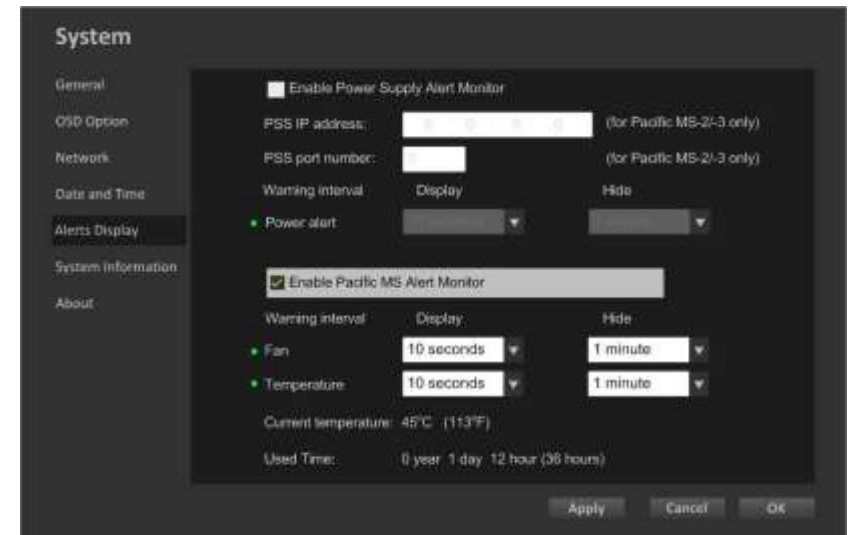 System
General
OSD Option
Network
Date and Time
Alerts Display
System Information
About
Enable Power Supply Alert Monitor
PSS IP address: (for Pacific MS-2/-3 only)
PSS port number: (for Pacific MS-2/-3 only)
Warning interval Display Hide
Power alert
Enable Pacific MS Alert Monitor
Warning interval Display Hide
Fan 10 seconds 1 minute
Temperature 10 seconds 1 minute
Current temperature: 45°C (113°F)
Used Time: 0 year 1 day 12 hour (36 hours)
Apply Cancel OK